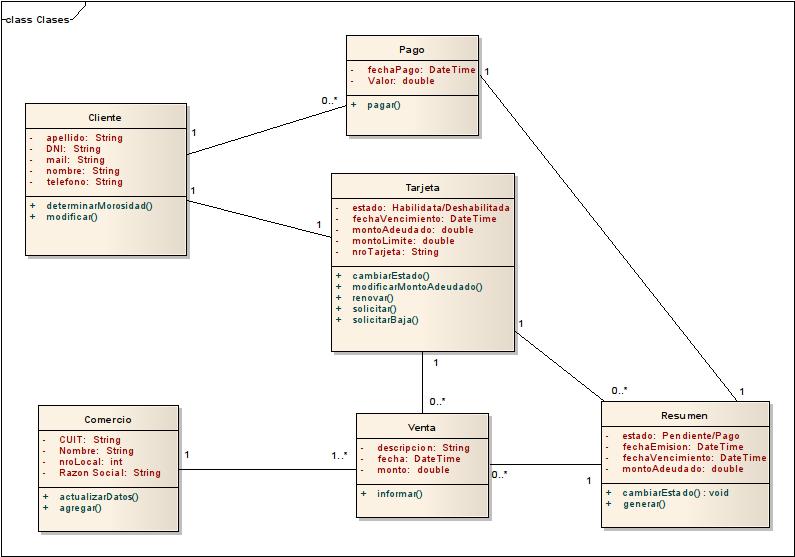 class Clases
Pago
- fechaPago: DateTime
- Valor: double
+ pagar()
1
0..*
Cliente
- apellido: String
- DNI: String
- mail: String
- nombre: String
- telefono: String
+ determinarMorosidad()
+ modificar()
1
1
1
Tarjeta
- estado: Habilidata/Deshabilitada
- fechaVencimiento: DateTime
- montoAdeudado: double
- montoLimite: double
- nroTarjeta: String
+ cambiarEstado()
+ modificarMontoAdeudado()
+ renovar()
+ solicitar()
+ solicitarBaja()
1
1
0..*
0..*
1
Comercio
- CUIT: String
- Nombre: String
- nroLocal: int
- Razon Social: String
+ actualizarDatos()
+ agregar()
1
1..*
Venta
- descripcion: String
- fecha: DateTime
- monto: double
+ informar()
0..*
1
Resumen
- estado: Pendiente/Pago
- fechaEmision: DateTime
- fechaVencimiento: DateTime
- montoAdeudado: double
+ cambiarEstado() : void
+ generar()